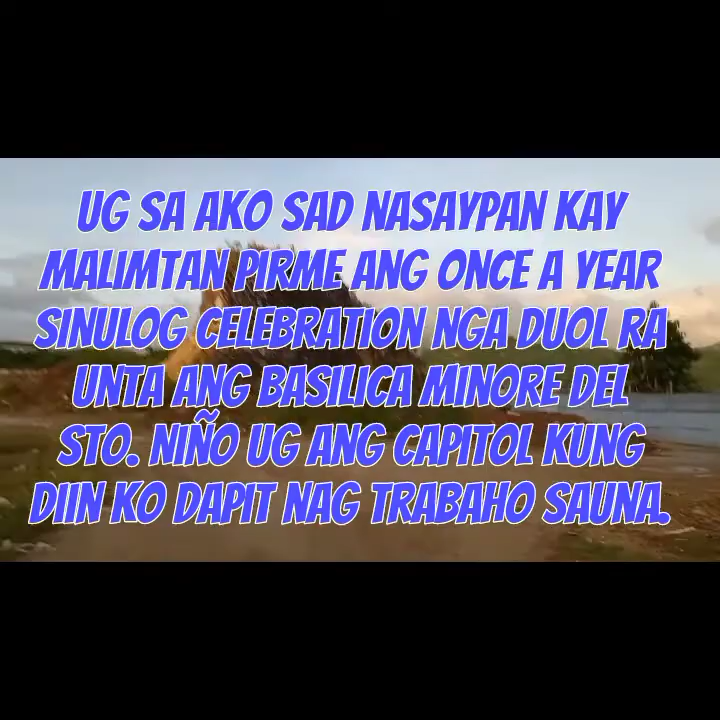 UG SA AKO SAD NASAYPAN KAY
MALIMTAN PIRME ANG ONCE A YEAR
SINULOG CELEBRATION NGA DUOL RA
UNTA ANG BASILICA MINORE DEL
STO. NIÑO UG ANG CAPITOL KUNG
DIIN KO DAPIT NAG TRABAHO SAUNA.